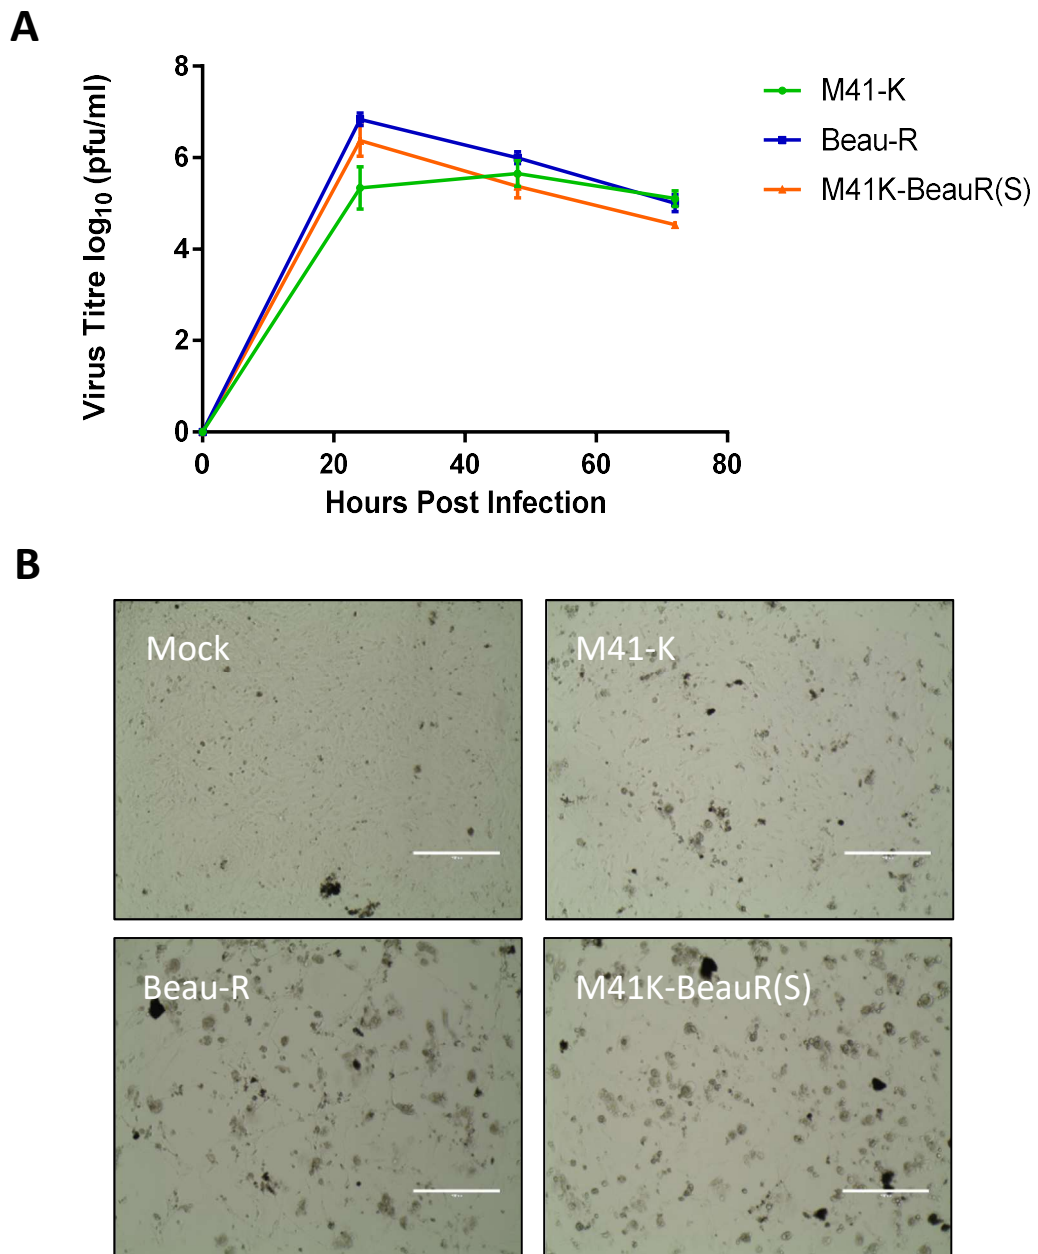 A
8
6
4
2
0
0
20
40
60
80
Virus Titre log10 (pfu/ml)
Hours Post Infection
M41-K
Beau-R
M41K-BeauR(S)
B
Mock
M41-K
Beau-R
M41K-BeauR(S)